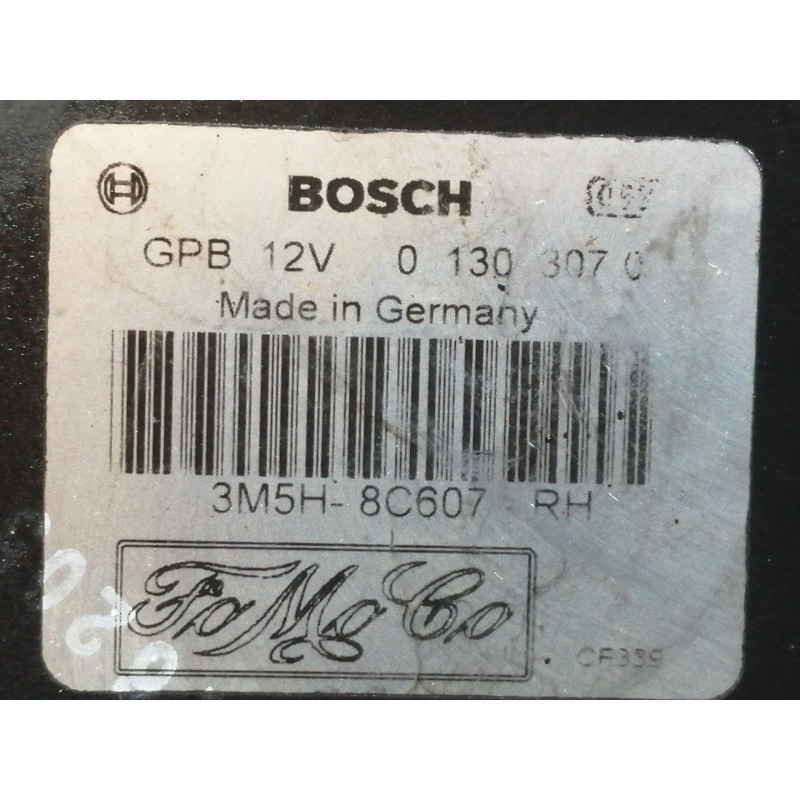 BOSCH
GPB 12V 0 130 307 0
Made in Germany
3M5H-8C607-RH
FoMoCo
CF339